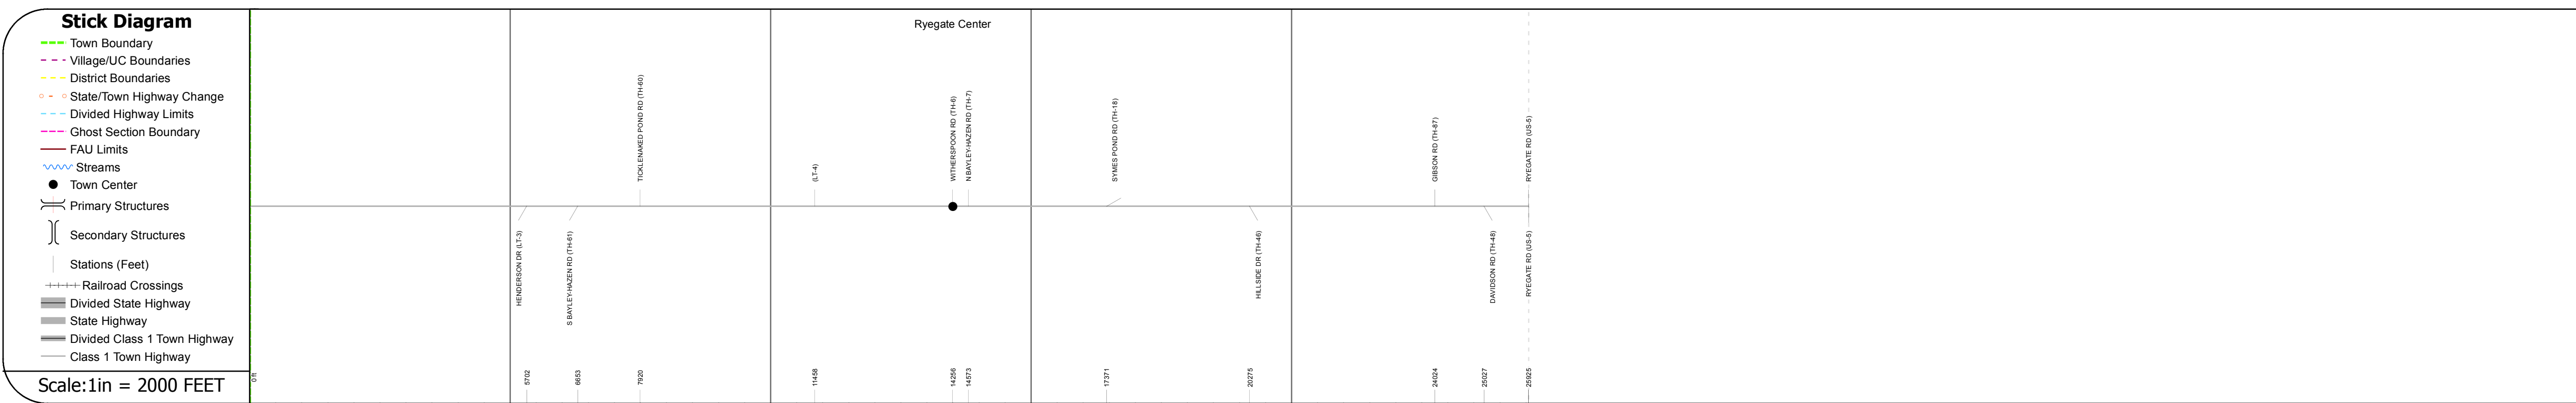 Stick Diagram
Town Boundary
Village/UC Boundaries
District Boundaries
State/Town Highway Change
Divided Highway Limits
Ghost Section Boundary
FAU Limits
Streams
Town Center
Primary Structures
Secondary Structures
Stations (Feet)
Railroad Crossings
Divided State Highway
State Highway
Divided Class 1 Town Highway
Class 1 Town Highway
Scale:1in = 2000 FEET
Ryegate Center
TICKLENAKED POND RD (TH-60)
(LT-4)
WITHERSPOON RD (TH-6)
N BAYLEY-HAZEN RD (TH-7)
SYMES POND RD (TH-18)
GIBSON RD (TH-87)
RYEGATE RD (US-5)
HENDERSON DR (LT-3)
S BAYLEY-HAZEN RD (TH-61)
HILLSIDE DR (TH-46)
DAVIDSON RD (TH-48)
RYEGATE RD (US-5)
0 ft
5702
6653
7920
11458
14256
14573
17371
20275
24024
25027
25925